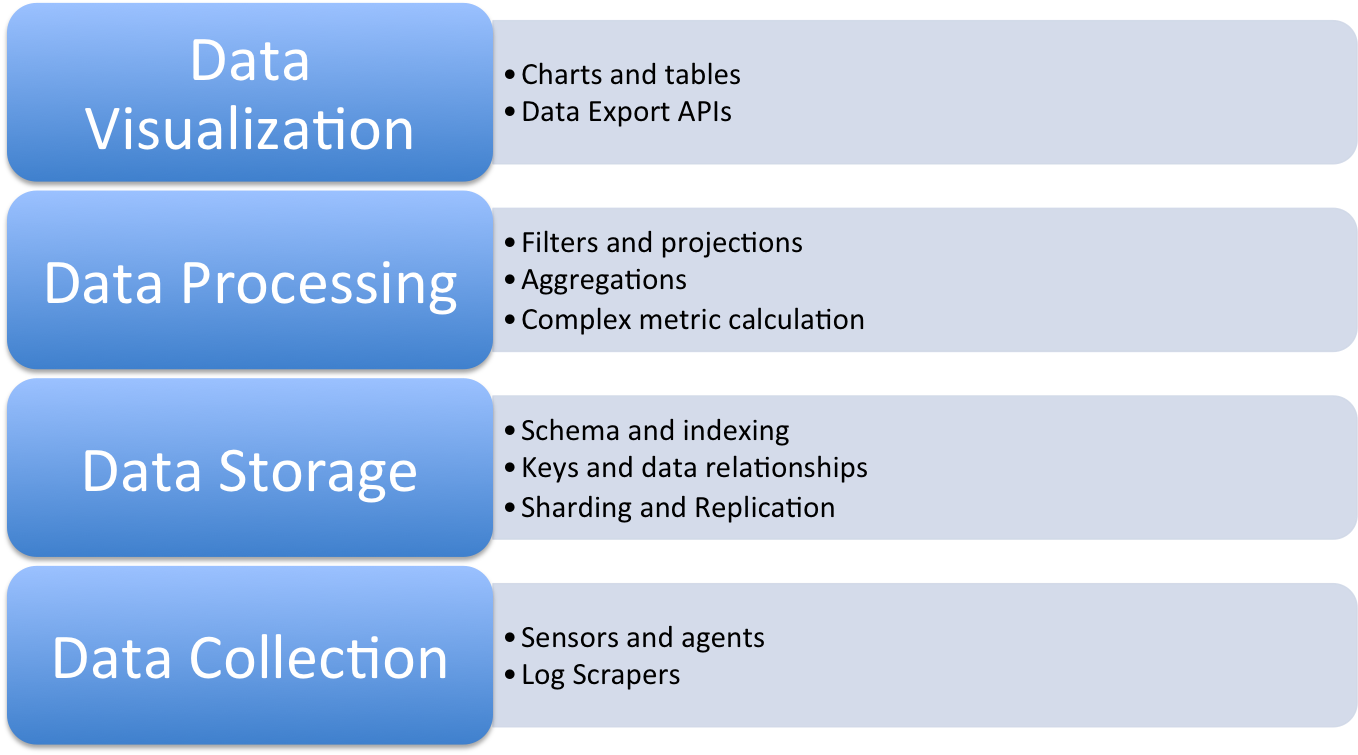 Data
Visualization
• Charts and tables
• Data Export APIs
Data Processing
• Filters and projections
• Aggregations
• Complex metric calculation
Data Storage
• Schema and indexing
• Keys and data relationships
• Sharding and Replication
Data Collection
• Sensors and agents
• Log Scrapers